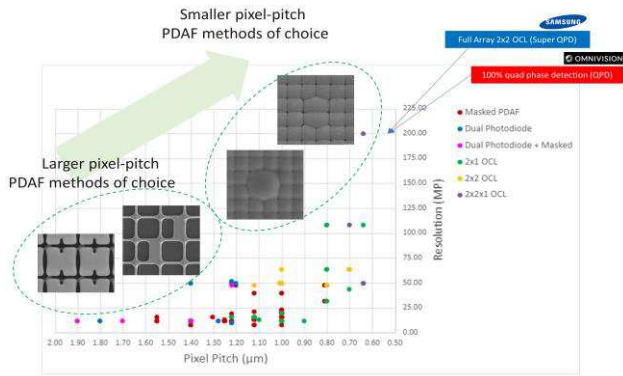 Smaller pixel-pitch
PDAF methods of choice
SAMSUNG
Full Array 2x2 OCL (Super QPD)
OMNIVISION
100% quad phase detection (QPD)
Larger pixel-pitch
PDAF methods of choice
225.00
200.00
175.00
150.00
125.00
100.00
75.00
50.00
25.00
0.00
Resolution (MP)
Masked PDAF
Dual Photodiode
Dual Photodiode + Masked
2x1 OCL
2x2 OCL
2x2x1 OCL
2.00 1.90 1.80 1.70 1.60 1.50 1.40 1.30 1.20 1.10 1.00 0.90 0.80 0.70 0.60 0.50
Pixel Pitch (µm)